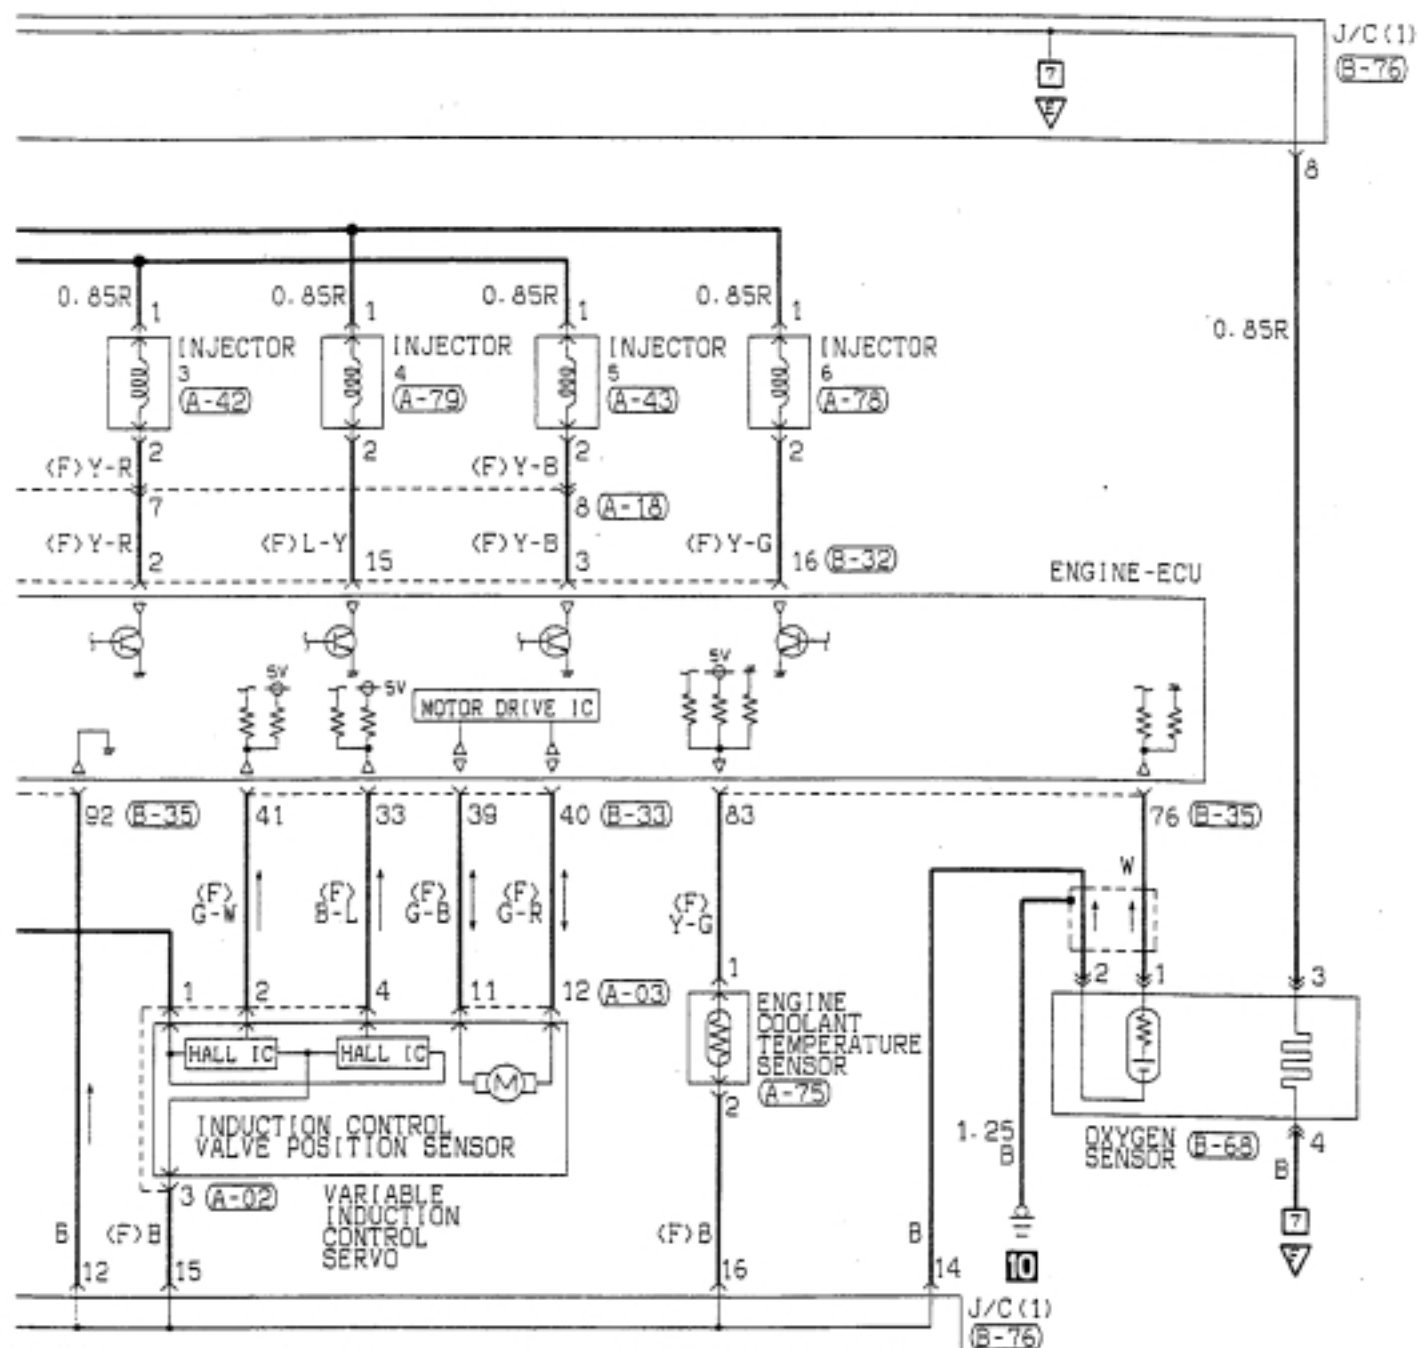 J/C(1)
(B-76)
7
E
8
0.85R 1
0.85R 1
0.85R 1
0.85R 1
0.85R
INJECTOR
3
(A-42)
INJECTOR
4
(A-79)
INJECTOR
5
(A-43)
INJECTOR
6
(A-78)
(F)Y-R 2
2
(F)Y-B 2
2
7
8 (A-18)
(F)Y-R 2
(F)L-Y 15
(F)Y-B 3
(F)Y-G 16 (B-32)
ENGINE-ECU
5V
5V
5V
MOTOR DRIVE IC
92 (B-35) 41 33 39 40 (B-33) 83 76 (B-35)
W
(F)
G-W
(F)
B-L
(F)
G-B
(F)
G-R
(F)
Y-G
1 2 4 11 12 (A-03)
1
2 1 3
HALL IC HALL IC
M
ENGINE
COOLANT
TEMPERATURE
SENSOR
(A-75)
2
INDUCTION CONTROL
VALVE POSITION SENSOR
1.25
B
OXYGEN
SENSOR
(B-68)
4
B
3 (A-02)
VARIABLE
INDUCTION
CONTROL
SERVO
7
B (F)B (F)B B
12 15 16 14
10
J/C(1)
(B-76)